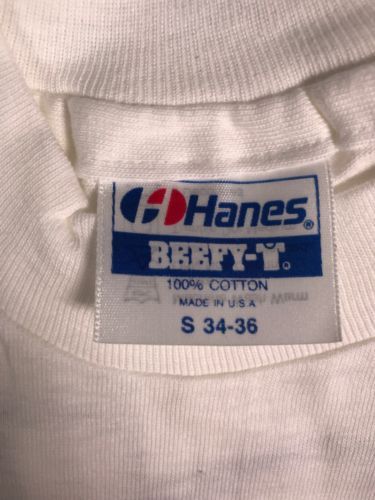 Hanes®
BEEFY-T®
100% COTTON
MADE IN U.S.A
S 34-36